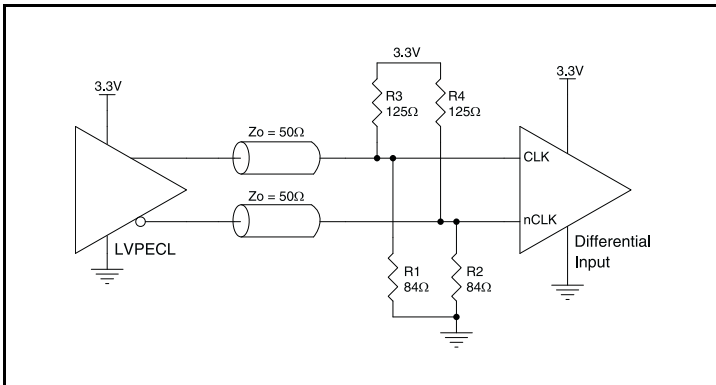 3.3V
3.3V
3.3V
R3
125Ω
R4
125Ω
Zo = 50Ω
CLK
Zo = 50Ω
nCLK
LVPECL
Differential
Input
R1
84Ω
R2
84Ω